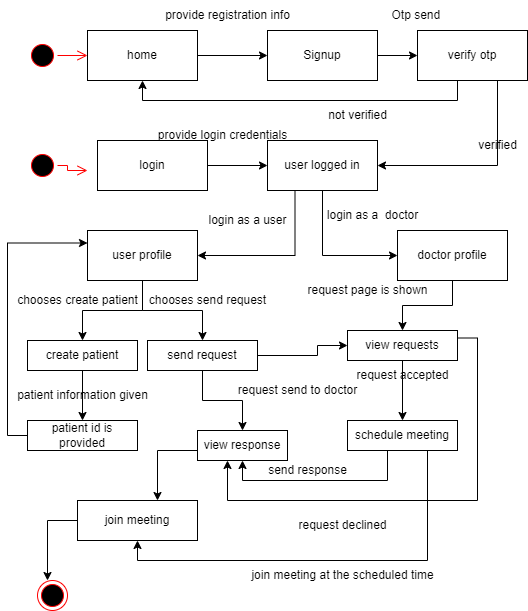 provide registration info
Otp send
home
Signup
verify otp
not verified
provide login credentials
verified
login
user logged in
login as a user
login as a  doctor
user profile
doctor profile
request page is shown
chooses create patient
chooses send request
create patient
send request
view requests
request accepted
patient information given
request send to doctor
patient id is
provided
view response
schedule meeting
send response
join meeting
request declined
join meeting at the scheduled time